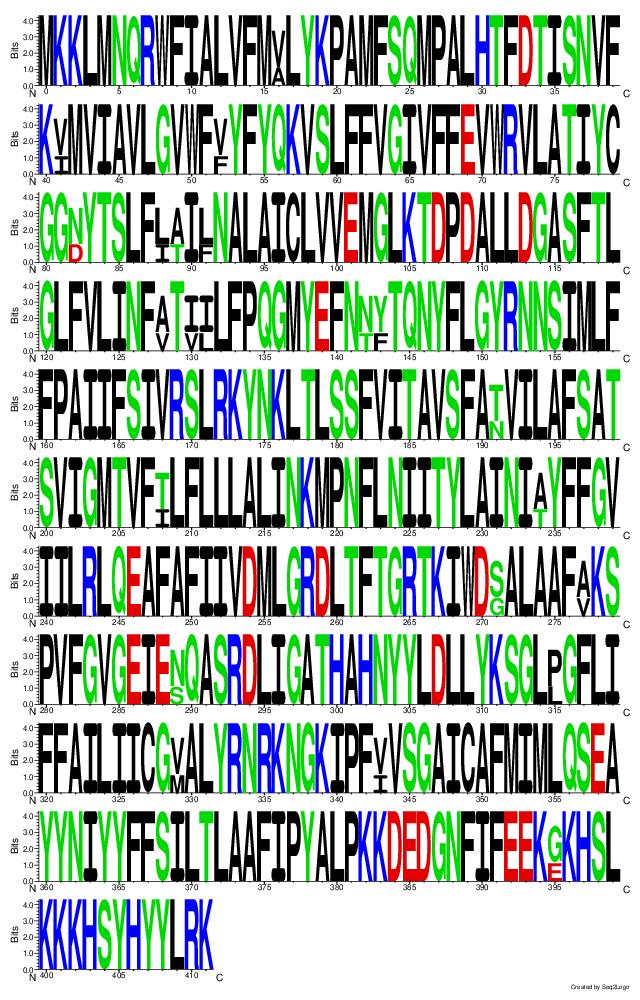 Bits 4.0 3.0 2.0 1.0 0.0
MKKLMNQRWFIALVFMVLYKPAMFSQMPALHTFDTISNVF
A
N 0 5 10 15 20 25 30 35 C
Bits 4.0 3.0 2.0 1.0 0.0
KVMVIAVLGVWFVYFYQKVSLFFVGIVFFEVWRVLATIYC
I F
N 40 45 50 55 60 65 70 75 C
Bits 4.0 3.0 2.0 1.0 0.0
GGNYTSLFLAILNALAICLVVEMGLKTDPDALLDGASFTL
D I T L F
N 80 85 90 95 100 105 110 115 C
Bits 4.0 3.0 2.0 1.0 0.0
GLFVLINFATIILFPQGMYEFNNYTQNYFLGYRNNSIMLF
V V L T F
N 120 125 130 135 140 145 150 155 C
Bits 4.0 3.0 2.0 1.0 0.0
FPAIIFSIVRSLRKYNKLTLSSFVITAVSFATVILAFSAT
N
N 160 165 170 175 180 185 190 195 C
Bits 4.0 3.0 2.0 1.0 0.0
SVIGMTVFTLFLLLALINKMPNFLNIITYLAINIAYFFGV
I T
N 200 205 210 215 220 225 230 235 C
Bits 4.0 3.0 2.0 1.0 0.0
IILRLQEAFAFIIVDMLGRDLTFTGRTKIWDSALAAFAKS
G V
N 240 245 250 255 260 265 270 275 C
Bits 4.0 3.0 2.0 1.0 0.0
PVFGVGEIENQASRDLIGATHAHNYYLDLLYKSGLPGFLI
S L
N 280 285 290 295 300 305 310 315 C
Bits 4.0 3.0 2.0 1.0 0.0
FFAILIICGVALYRNRKNGKIPFVVSGAICAFMIMLQSEA
M I
N 320 325 330 335 340 345 350 355 C
Bits 4.0 3.0 2.0 1.0 0.0
YYNIYYFFSILTLAAFIPYALPKKDEDGNFIFEEKGKHSL
E
N 360 365 370 375 380 385 390 395 C
Bits 4.0 3.0 2.0 1.0 0.0
KKKHSYHYYLRK
N 400 405 410 C
Created by Seq2Logo